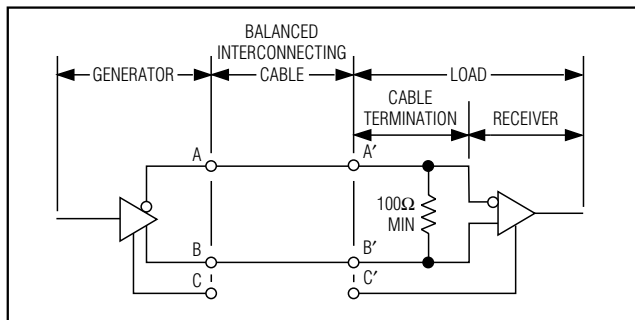 BALANCED
INTERCONNECTING
GENERATOR CABLE LOAD
CABLE
TERMINATION RECEIVER
A A′
100Ω
MIN
B B′
C C′